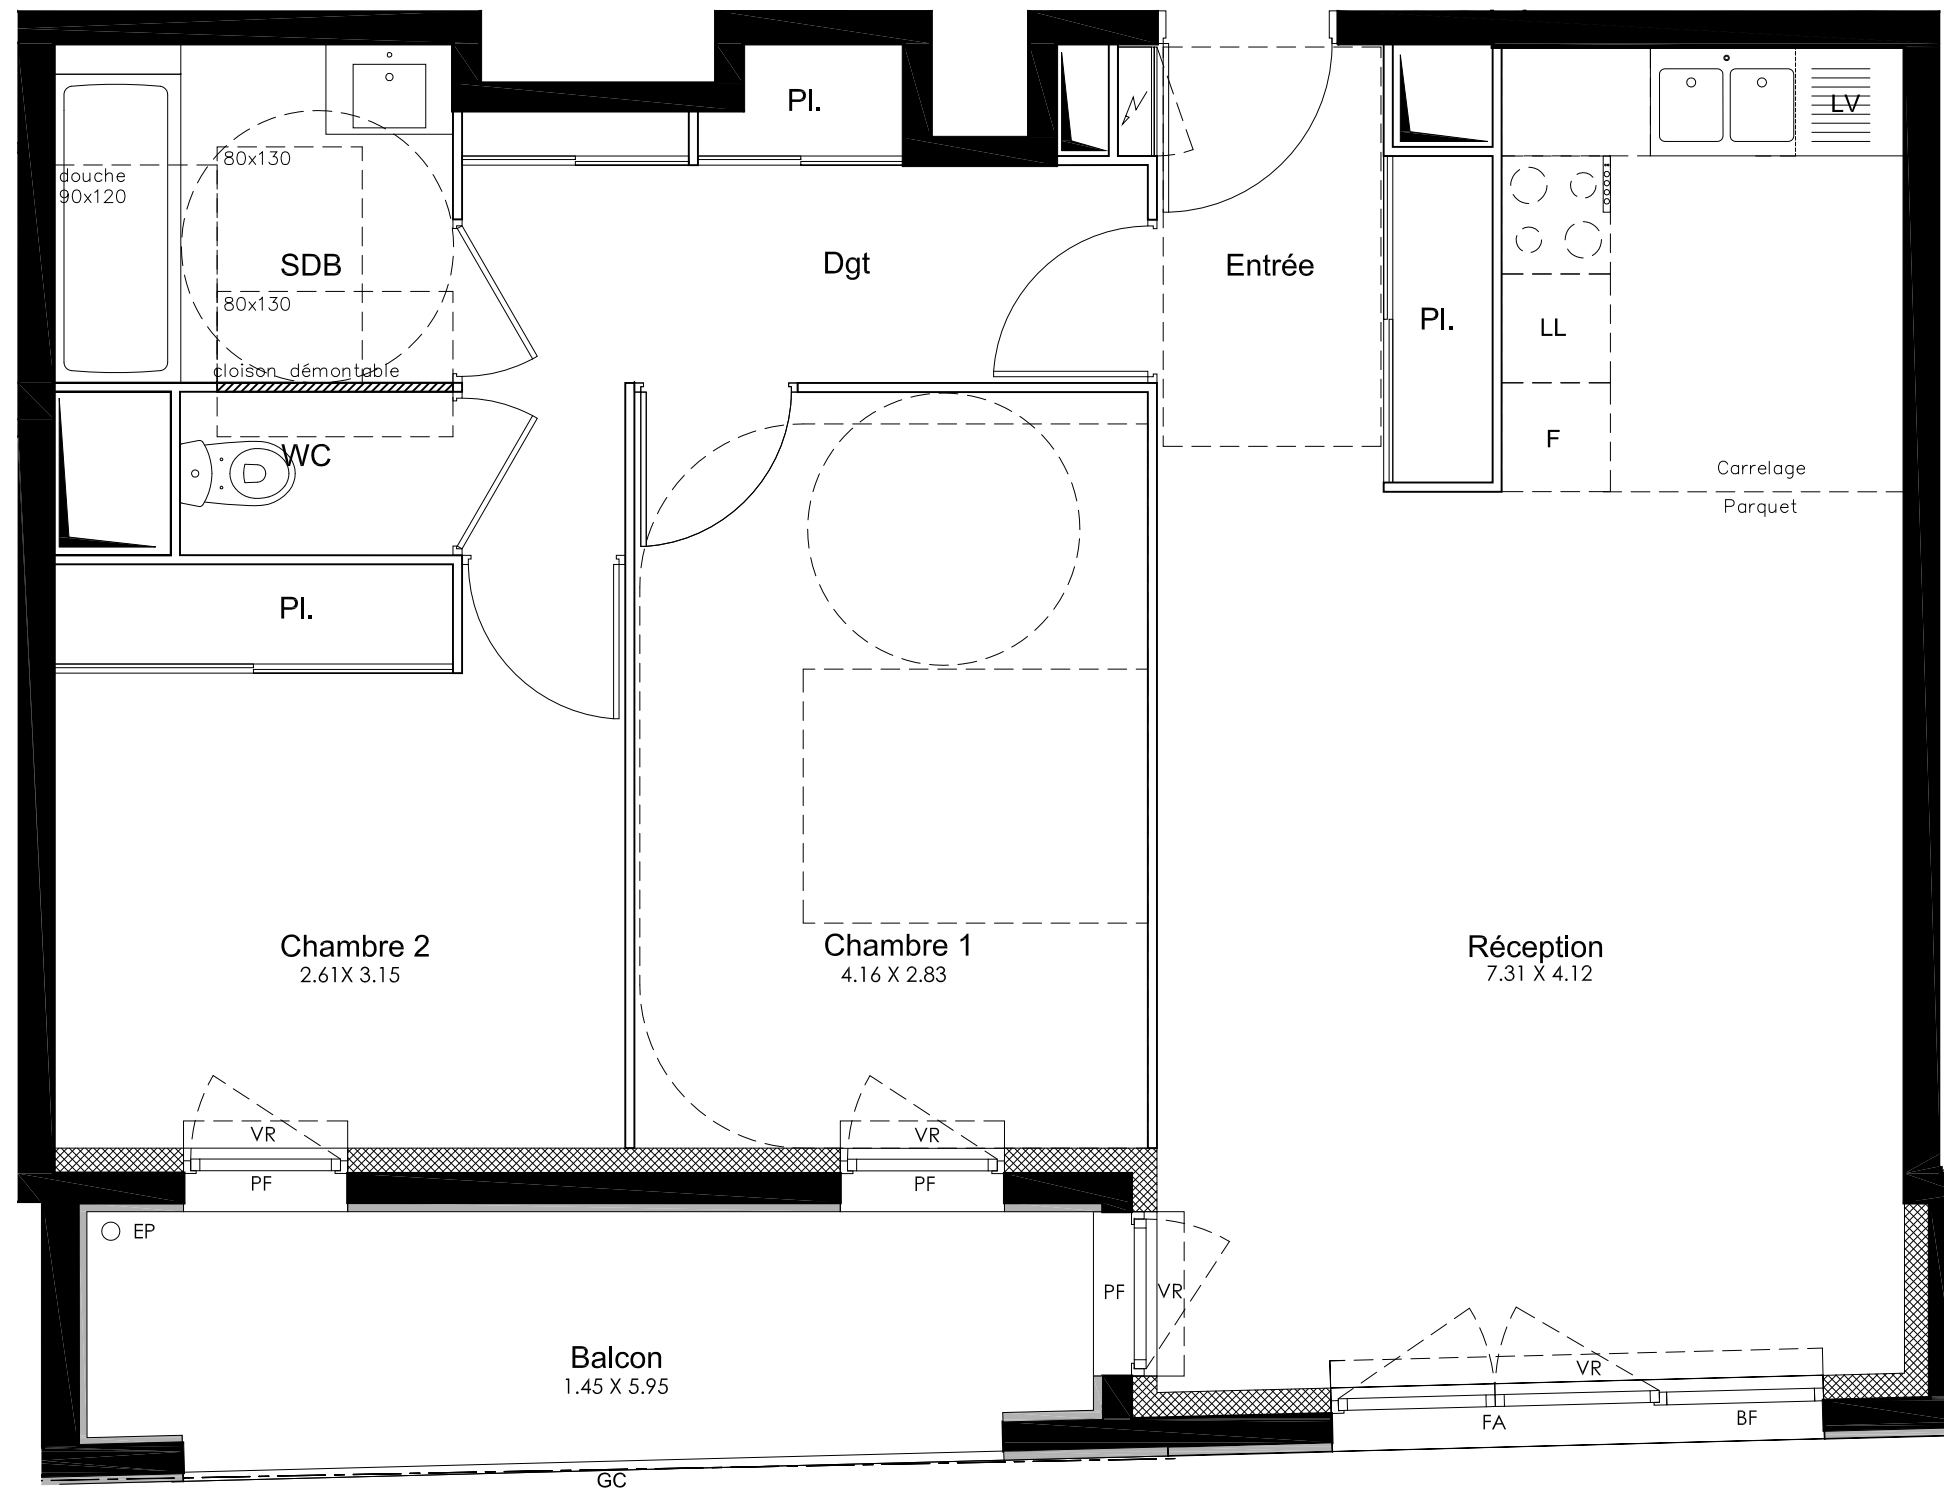 Pl.
LV
80x130
douche
90x120
SDB
Dgt
Entrée
80x130
Pl.
LL
cloison démontable
F
WC
Carrelage
Parquet
Pl.
Chambre 2
2.61X 3.15
Chambre 1
4.16 X 2.83
Réception
7.31 X 4.12
VR
VR
PF
PF
EP
PF
VR
Balcon
1.45 X 5.95
VR
FA
BF
GC